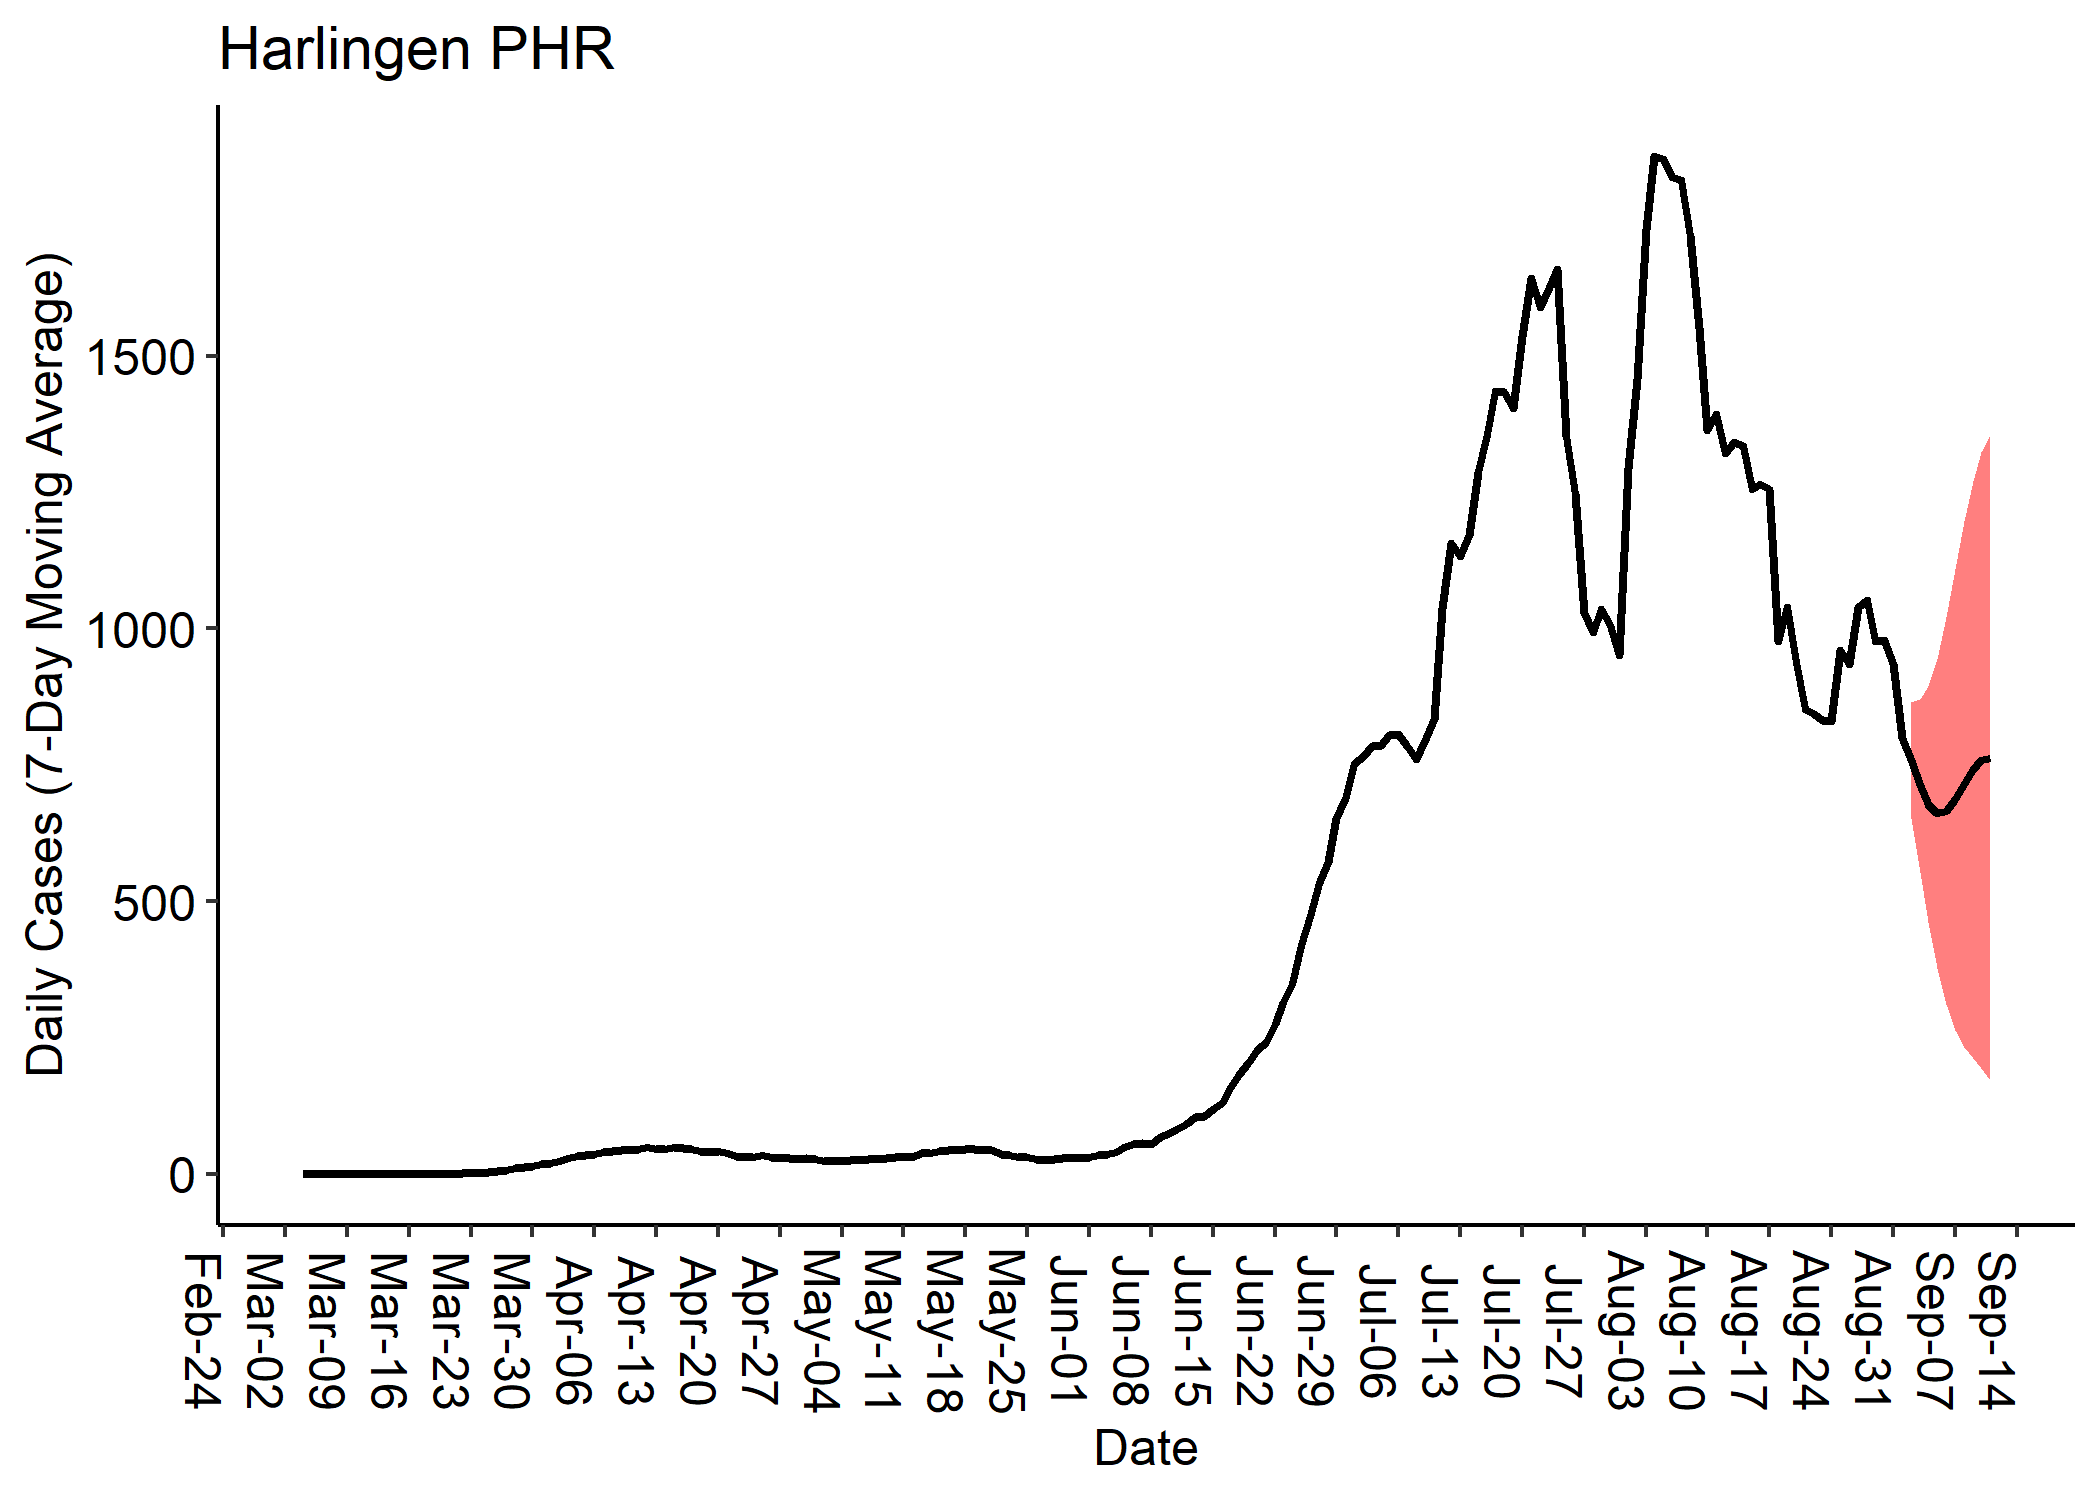 Harlingen PHR
Daily Cases (7-Day Moving Average)
1500
1000
500
0
Feb-24
Mar-02
Mar-09
Mar-16
Mar-23
Mar-30
Apr-06
Apr-13
Apr-20
Apr-27
May-04
May-11
May-18
May-25
Jun-01
Jun-08
Jun-15
Jun-22
Jun-29
Jul-06
Jul-13
Jul-20
Jul-27
Aug-03
Aug-10
Aug-17
Aug-24
Aug-31
Sep-07
Sep-14
Date